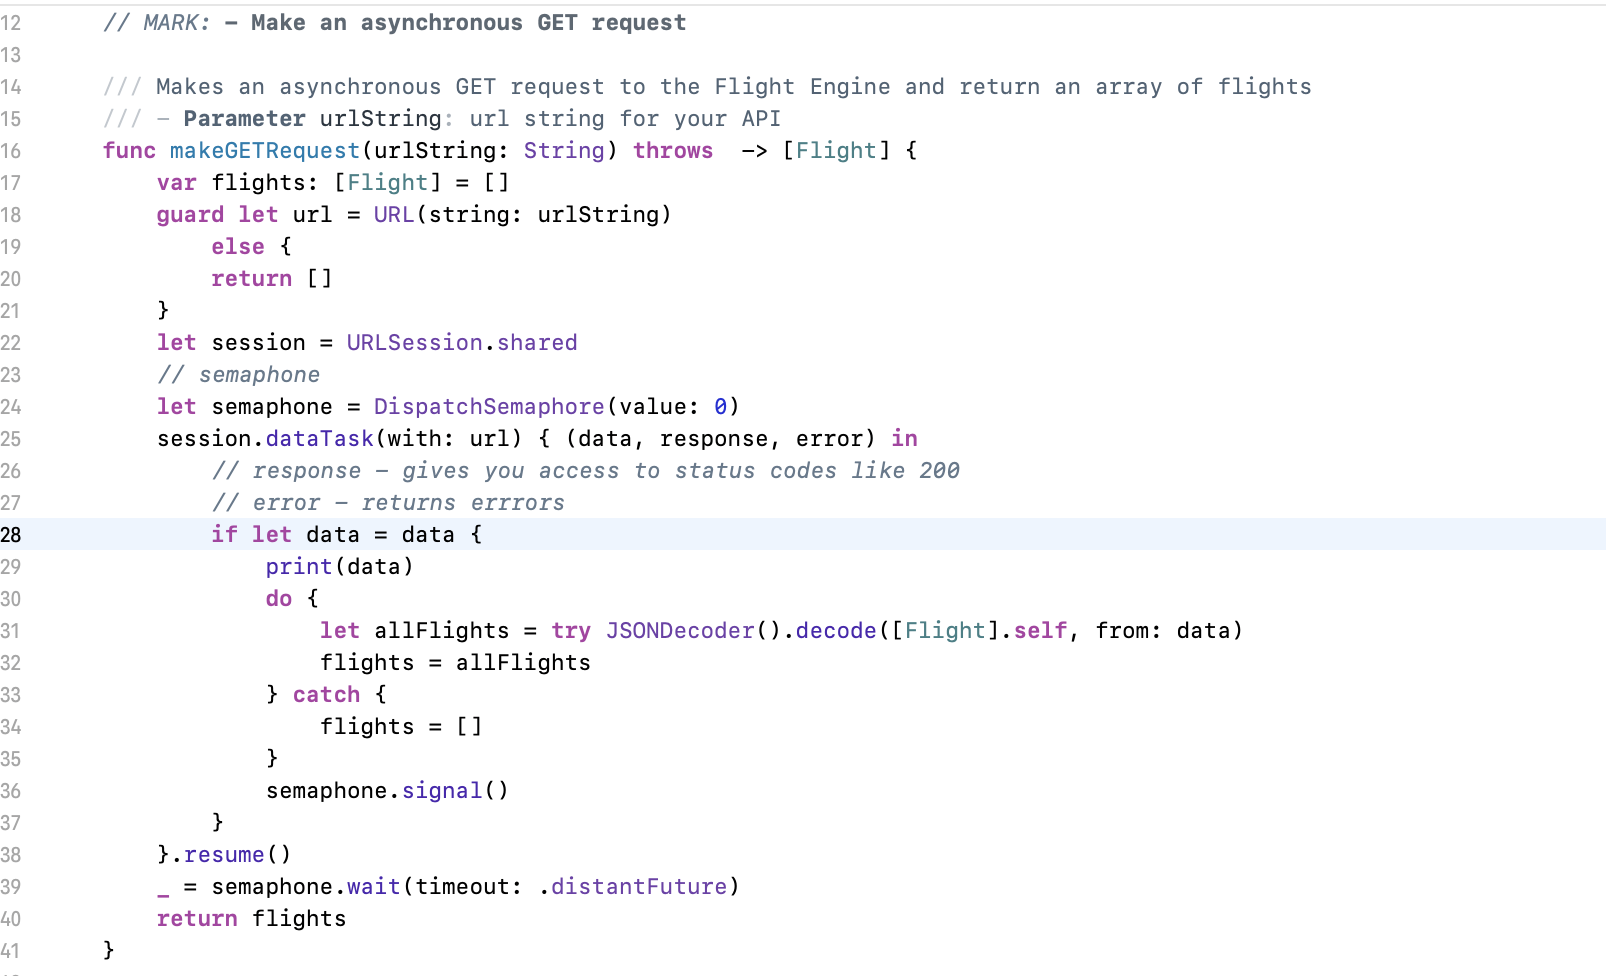 12 // MARK: – Make an asynchronous GET request
13
14 /// Makes an asynchronous GET request to the Flight Engine and return an array of flights
15 /// – Parameter urlString: url string for your API
16 func makeGETRequest(urlString: String) throws  -> [Flight] {
17 var flights: [Flight] = []
18 guard let url = URL(string: urlString)
19 else {
20 return []
21 }
22 let session = URLSession.shared
23 // semaphone
24 let semaphone = DispatchSemaphore(value: 0)
25 session.dataTask(with: url) { (data, response, error) in
26 // response – gives you access to status codes like 200
27 // error – returns errrors
28 if let data = data {
29 print(data)
30 do {
31 let allFlights = try JSONDecoder().decode([Flight].self, from: data)
32 flights = allFlights
33 } catch {
34 flights = []
35 }
36 semaphone.signal()
37 }
38 }.resume()
39 _ = semaphone.wait(timeout: .distantFuture)
40 return flights
41 }